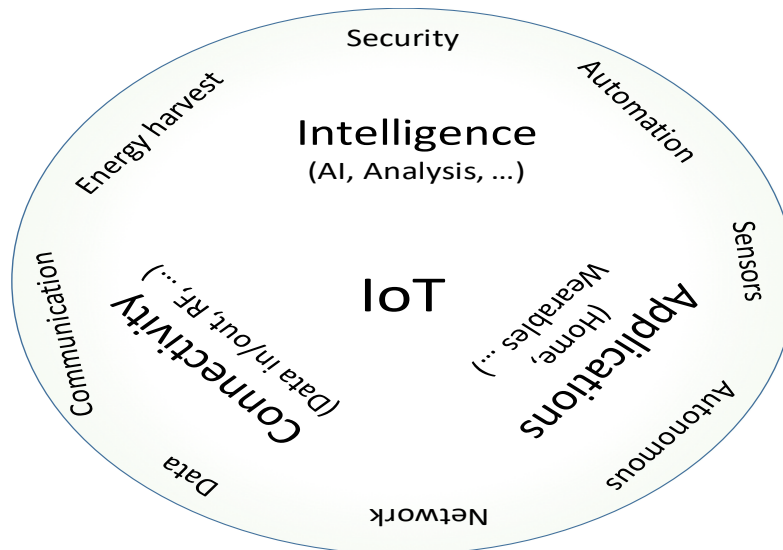 Security
Automation
Energy harvest
Intelligence
(AI, Analysis, ...)
Sensors
Communication
Connectivity
(Data in/out, RF, ...)
IoT
Applications
(Home,
Wearables ...)
Autonomous
Data
Network